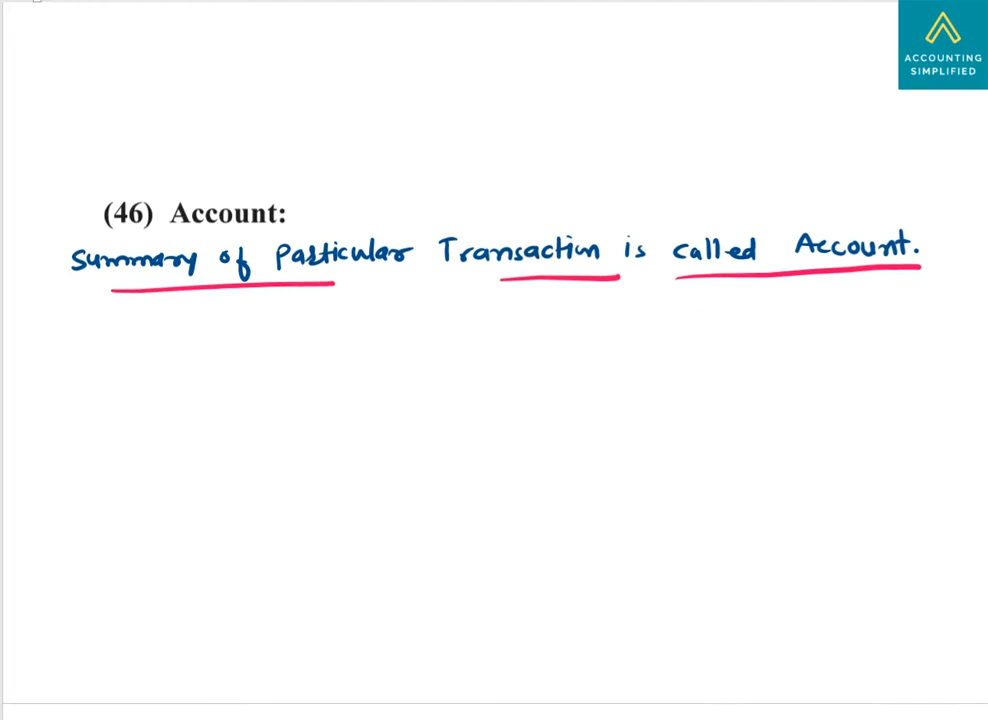 ACCOUNTING
SIMPLIFIED
(46) Account:
Summary of Particular Transaction is called Account.